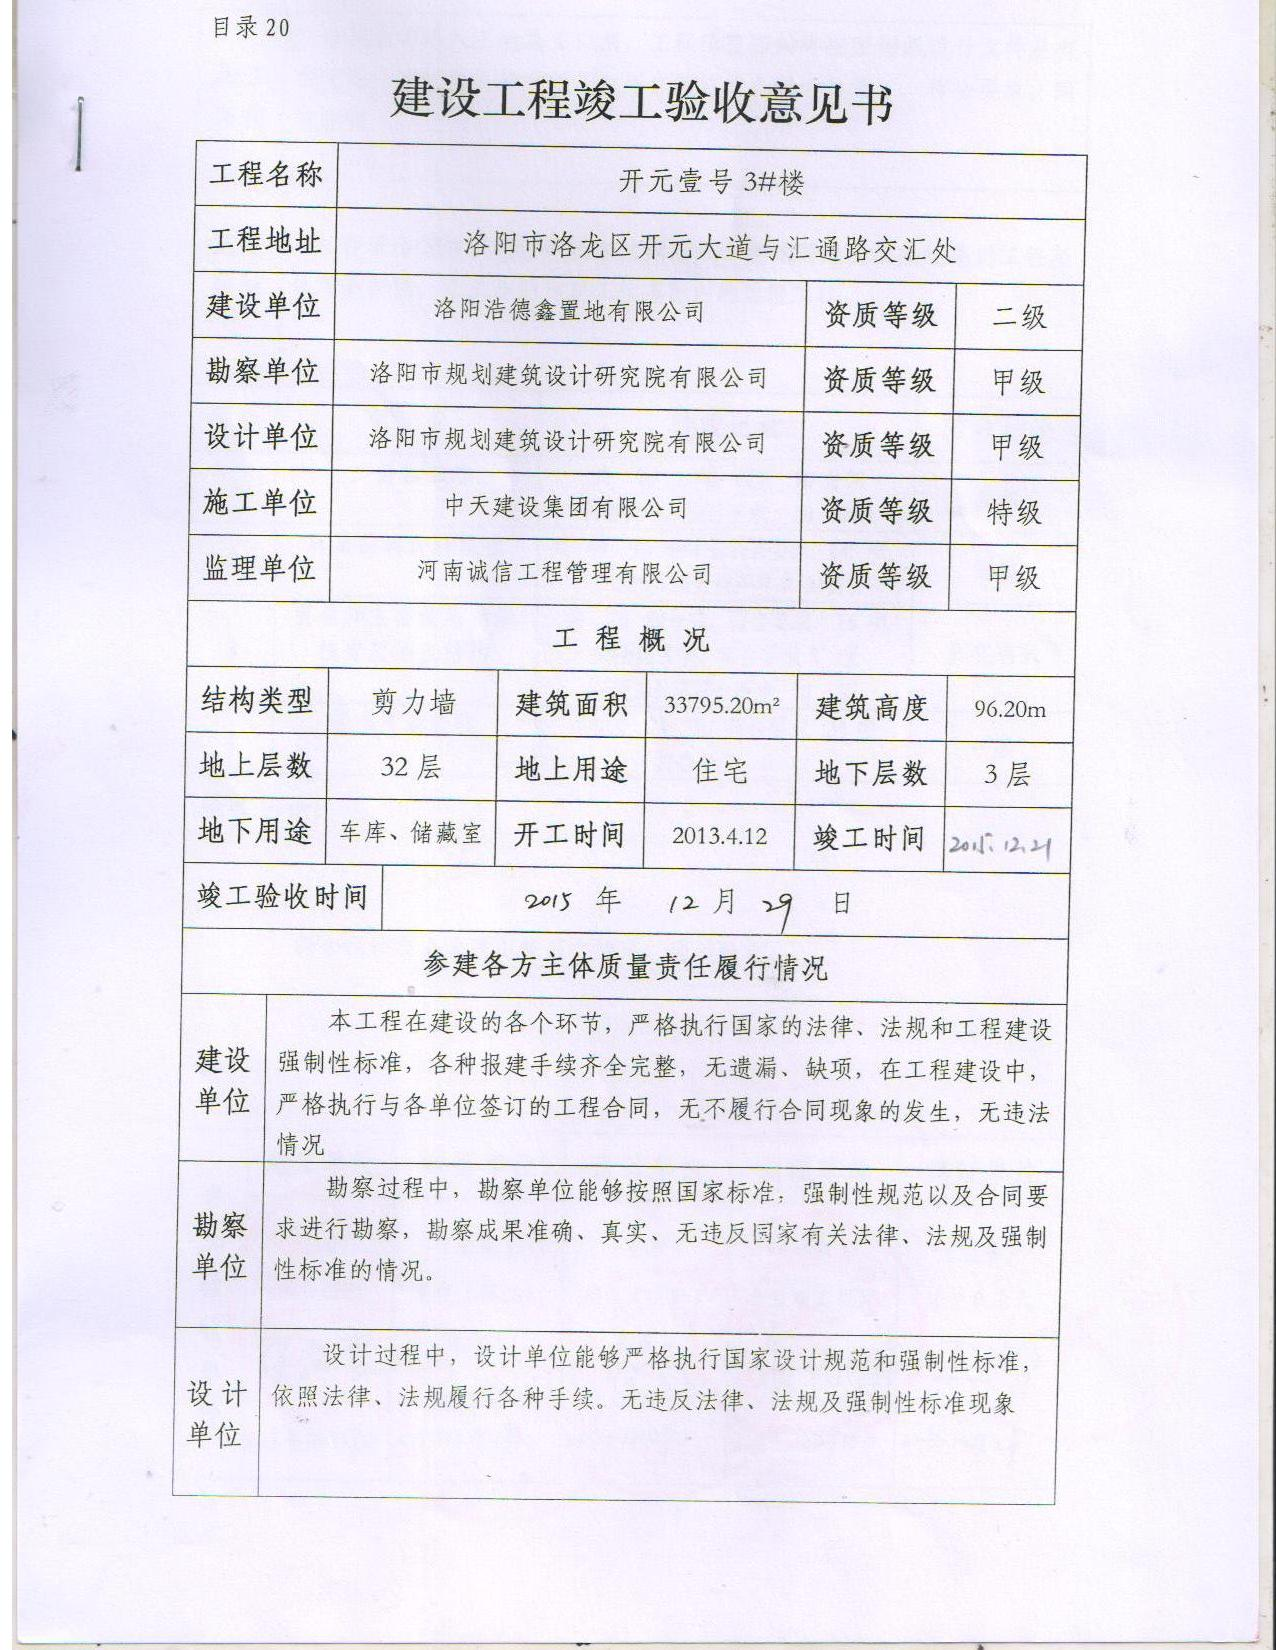 目录 20
建设工程竣工验收意见书
工程名称 开元壹号 3#楼
工程地址 洛阳市洛龙区开元大道与汇通路交汇处
建设单位 洛阳浩德鑫置地有限公司 资质等级 二级
勘察单位 洛阳市规划建筑设计研究院有限公司 资质等级 甲级
设计单位 洛阳市规划建筑设计研究院有限公司 资质等级 甲级
施工单位 中天建设集团有限公司 资质等级 特级
监理单位 河南诚信工程管理有限公司 资质等级 甲级
工 程 概 况
结构类型 剪力墙 建筑面积 33795.20m² 建筑高度 96.20m
地上层数 32 层 地上用途 住宅 地下层数 3 层
地下用途 车库、储藏室 开工时间 2013.4.12 竣工时间 2015.12.21
竣工验收时间 2015 年 12 月 29 日
参建各方主体质量责任履行情况
建设
单位
本工程在建设的各个环节，严格执行国家的法律、法规和工程建设
强制性标准，各种报建手续齐全完整，无遗漏、缺项，在工程建设中，
严格执行与各单位签订的工程合同，无不履行合同现象的发生，无违法
情况
勘察
单位
勘察过程中，勘察单位能够按照国家标准；强制性规范以及合同要
求进行勘察，勘察成果准确、真实、无违反国家有关法律、法规及强制
性标准的情况。
设 计
单位
设计过程中，设计单位能够严格执行国家设计规范和强制性标准，
依照法律、法规履行各种手续。无违反法律、法规及强制性标准现象